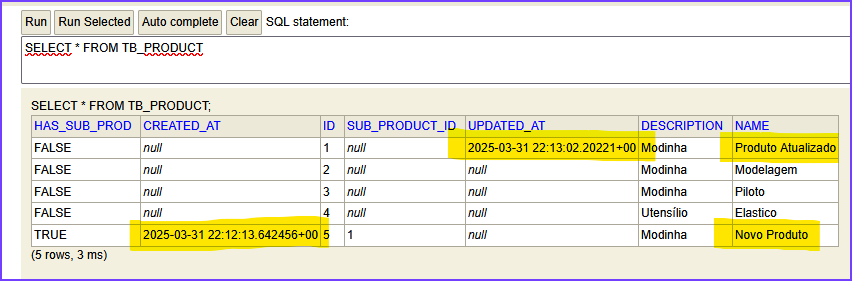 Run Run Selected Auto complete Clear SQL statement:
SELECT * FROM TB_PRODUCT
SELECT * FROM TB_PRODUCT;
HAS_SUB_PROD CREATED_AT ID SUB_PRODUCT_ID UPDATED_AT DESCRIPTION NAME
FALSE null 1 null 2025-03-31 22:13:02.20221+00 Modinha Produto Atualizado
FALSE null 2 null null Modinha Modelagem
FALSE null 3 null null Modinha Piloto
FALSE null 4 null null Utensílio Elastico
TRUE 2025-03-31 22:12:13.642456+00 5 1 null Modinha Novo Produto
(5 rows, 3 ms)